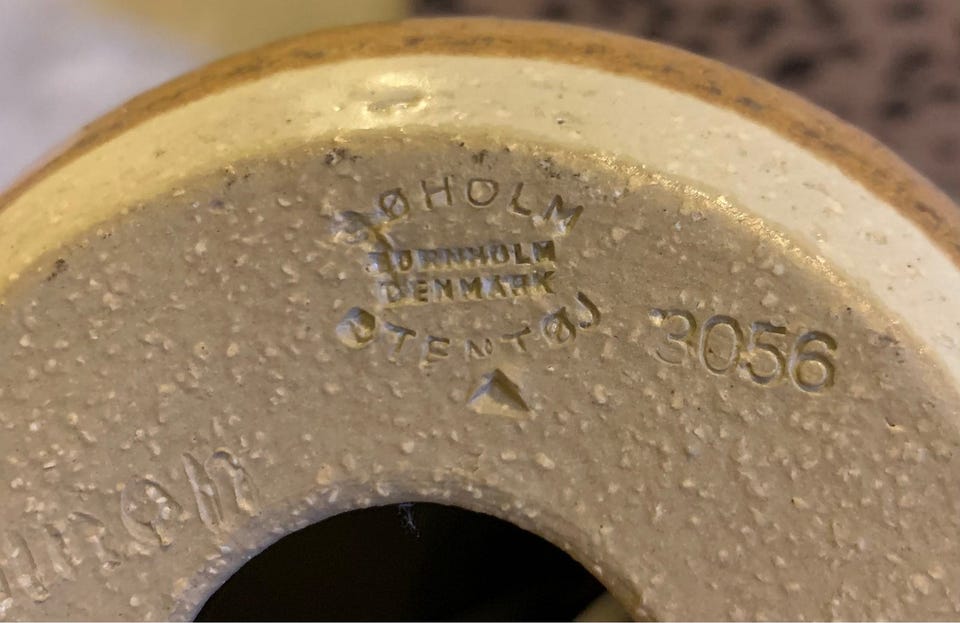 SØHOLM
BORNHOLM
DENMARK
STENTØJ
3056